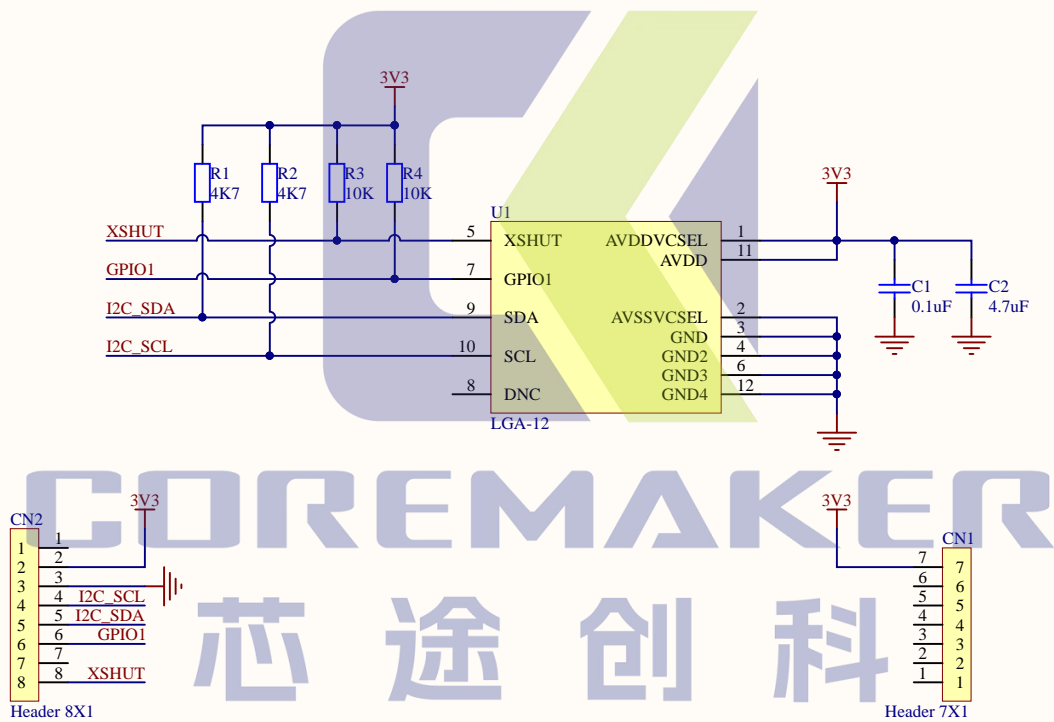 3V3
R1
4K7
R2
4K7
R3
10K
R4
10K
3V3
U1
XSHUT 5 XSHUT AVDDVCSEL 1
AVDD 11
GPIO1 7 GPIO1
C1
0.1uF
C2
4.7uF
I2C_SDA 9 SDA AVSSVCSEL 2
GND 3
I2C_SCL 10 SCL GND2 4
GND3 6
8 DNC GND4 12
LGA-12
COREMAKER
芯途创科
CN2
3V3
1 1
2 2
3 3
4 4 I2C_SCL
5 5 I2C_SDA
6 6 GPIO1
7 7
8 8 XSHUT
Header 8X1
3V3
CN1
7 7
6 6
5 5
4 4
3 3
2 2
1 1
Header 7X1